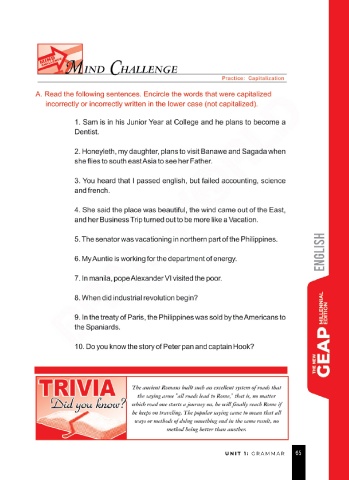 MIND CHALLENGE
Practice: Capitalization
A. Read the following sentences. Encircle the words that were capitalized
incorrectly or incorrectly written in the lower case (not capitalized).
1. Sam is in his Junior Year at College and he plans to become a
Dentist.
2. Honeyleth, my daughter, plans to visit Banawe and Sagada when
she flies to south east Asia to see her Father.
3. You heard that I passed english, but failed accounting, science
and french.
4. She said the place was beautiful, the wind came out of the East,
and her Business Trip turned out to be more like a Vacation.
5. The senator was vacationing in northern part of the Philippines.
6. My Auntie is working for the department of energy.
7. In manila, pope Alexander VI visited the poor.
8. When did industrial revolution begin?
9. In the treaty of Paris, the Philippines was sold by the Americans to
the Spaniards.
10. Do you know the story of Peter pan and captain Hook?
ENGLISH
THE NEW GEAP MILLENNIAL EDITION
TRIVIA
Did you know?
The ancient Romans built such an excellent system of roads that
the saying arose "all roads lead to Rome," that is, no matter
which road one starts a journey on, he will finally reach Rome if
he keeps on traveling. The popular saying came to mean that all
ways or methods of doing something end in the same result, no
method being better than another.
UNIT 1: GRAMMAR 65